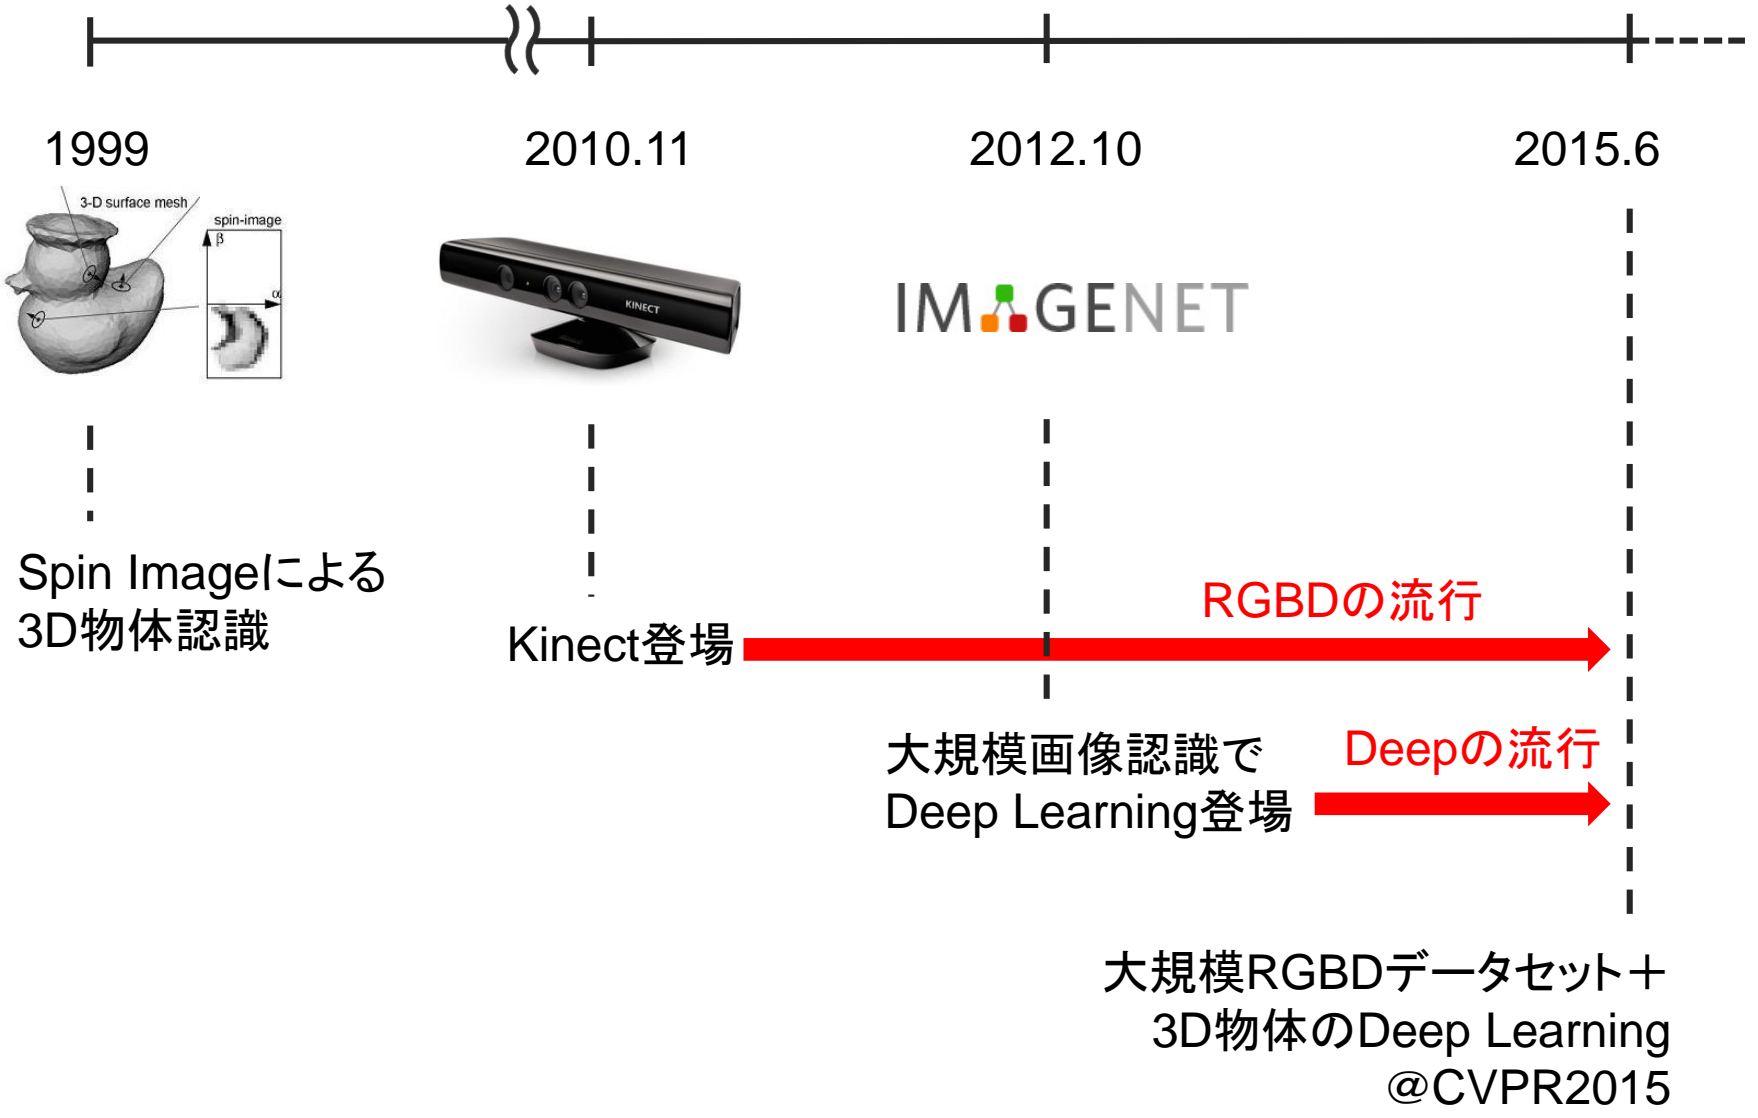 1999
2010.11
2012.10
2015.6
3-D surface mesh
spin-image
β
α
KINECT
IMAGENET
Spin Imageによる
3D物体認識
Kinect登場
RGBDの流行
大規模画像認識で
Deep Learning登場
Deepの流行
大規模RGBDデータセット＋
3D物体のDeep Learning
＠CVPR2015